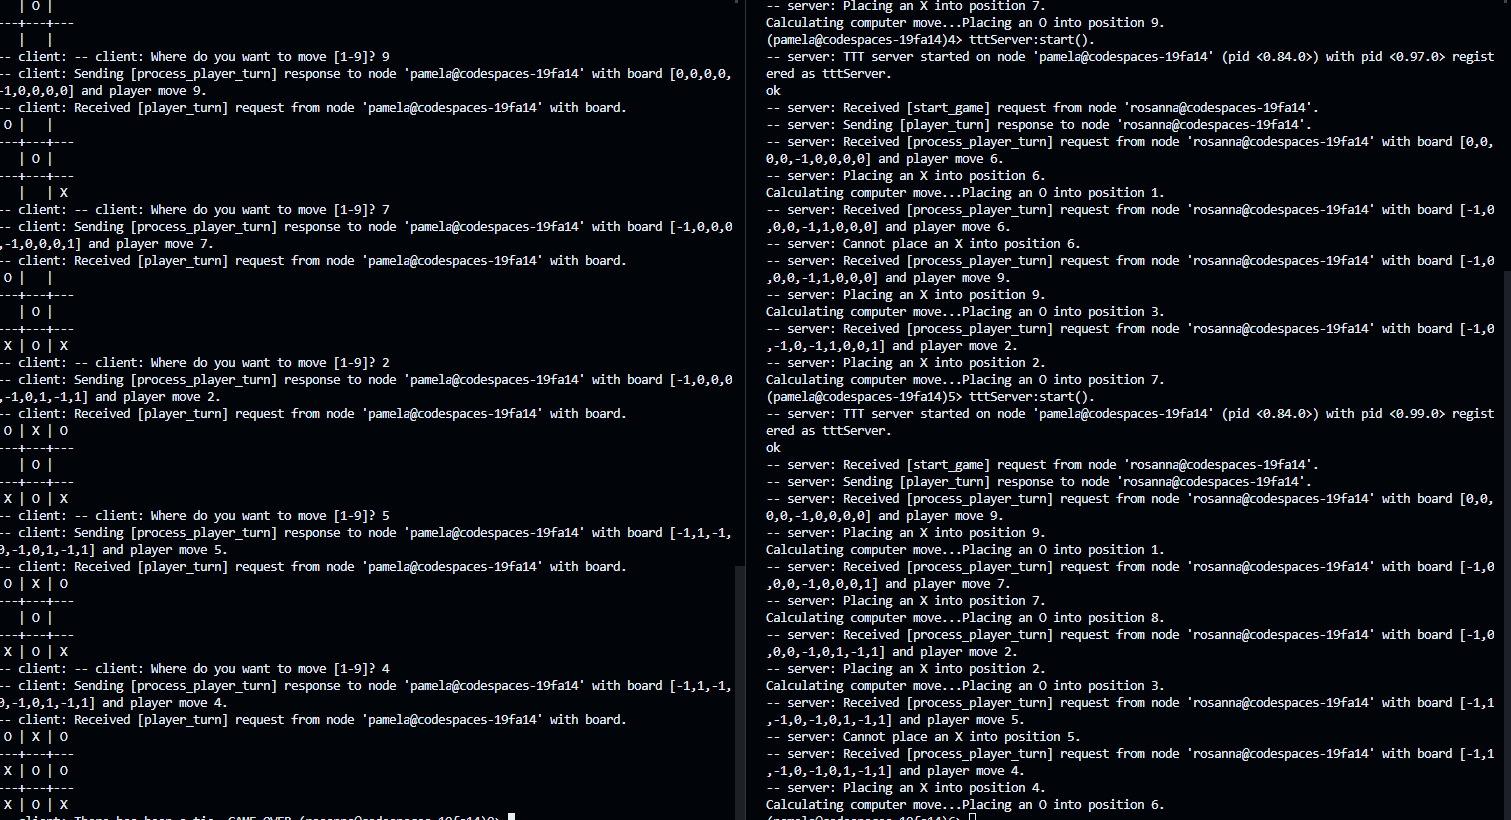 | O |
---+---+---
| |
-- client: -- client: Where do you want to move [1-9]? 9
-- client: Sending [process_player_turn] response to node 'pamela@codespaces-19fa14' with board [0,0,0,0,
-1,0,0,0,0] and player move 9.
-- client: Received [player_turn] request from node 'pamela@codespaces-19fa14' with board.
O | |
---+---+---
| O |
---+---+---
| | X
-- client: -- client: Where do you want to move [1-9]? 7
-- client: Sending [process_player_turn] response to node 'pamela@codespaces-19fa14' with board [-1,0,0,0
,-1,0,0,0,1] and player move 7.
-- client: Received [player_turn] request from node 'pamela@codespaces-19fa14' with board.
O | |
---+---+---
| O |
---+---+---
X | O | X
-- client: -- client: Where do you want to move [1-9]? 2
-- client: Sending [process_player_turn] response to node 'pamela@codespaces-19fa14' with board [-1,0,0,0
,-1,0,1,-1,1] and player move 2.
-- client: Received [player_turn] request from node 'pamela@codespaces-19fa14' with board.
O | X | O
---+---+---
| O |
---+---+---
X | O | X
-- client: -- client: Where do you want to move [1-9]? 5
-- client: Sending [process_player_turn] response to node 'pamela@codespaces-19fa14' with board [-1,1,-1,
0,-1,0,1,-1,1] and player move 5.
-- client: Received [player_turn] request from node 'pamela@codespaces-19fa14' with board.
O | X | O
---+---+---
| O |
---+---+---
X | O | X
-- client: -- client: Where do you want to move [1-9]? 4
-- client: Sending [process_player_turn] response to node 'pamela@codespaces-19fa14' with board [-1,1,-1,
0,-1,0,1,-1,1] and player move 4.
-- client: Received [player_turn] request from node 'pamela@codespaces-19fa14' with board.
O | X | O
---+---+---
X | O | O
---+---+---
X | O | X
client: There has been a tie. GAME OVER
-- server: Placing an X into position 7.
Calculating computer move...Placing an O into position 9.
(pamela@codespaces-19fa14)4> tttServer:start().
-- server: TTT server started on node 'pamela@codespaces-19fa14' (pid <0.84.0>) with pid <0.97.0> regist
ered as tttServer.
ok
-- server: Received [start_game] request from node 'rosanna@codespaces-19fa14'.
-- server: Sending [player_turn] response to node 'rosanna@codespaces-19fa14'.
-- server: Received [process_player_turn] request from node 'rosanna@codespaces-19fa14' with board [0,0,
0,0,-1,0,0,0,0] and player move 6.
-- server: Placing an X into position 6.
Calculating computer move...Placing an O into position 1.
-- server: Received [process_player_turn] request from node 'rosanna@codespaces-19fa14' with board [-1,0
,0,0,-1,1,0,0,0] and player move 6.
-- server: Cannot place an X into position 6.
-- server: Received [process_player_turn] request from node 'rosanna@codespaces-19fa14' with board [-1,0
,0,0,-1,1,0,0,0] and player move 9.
-- server: Placing an X into position 9.
Calculating computer move...Placing an O into position 3.
-- server: Received [process_player_turn] request from node 'rosanna@codespaces-19fa14' with board [-1,0
,-1,0,-1,1,0,0,1] and player move 2.
-- server: Placing an X into position 2.
Calculating computer move...Placing an O into position 7.
(pamela@codespaces-19fa14)5> tttServer:start().
-- server: TTT server started on node 'pamela@codespaces-19fa14' (pid <0.84.0>) with pid <0.99.0> regist
ered as tttServer.
ok
-- server: Received [start_game] request from node 'rosanna@codespaces-19fa14'.
-- server: Sending [player_turn] response to node 'rosanna@codespaces-19fa14'.
-- server: Received [process_player_turn] request from node 'rosanna@codespaces-19fa14' with board [0,0,
0,0,-1,0,0,0,0] and player move 9.
-- server: Placing an X into position 9.
Calculating computer move...Placing an O into position 1.
-- server: Received [process_player_turn] request from node 'rosanna@codespaces-19fa14' with board [-1,0
,0,0,-1,0,0,0,1] and player move 7.
-- server: Placing an X into position 7.
Calculating computer move...Placing an O into position 8.
-- server: Received [process_player_turn] request from node 'rosanna@codespaces-19fa14' with board [-1,0
,0,0,-1,0,1,-1,1] and player move 2.
-- server: Placing an X into position 2.
Calculating computer move...Placing an O into position 3.
-- server: Received [process_player_turn] request from node 'rosanna@codespaces-19fa14' with board [-1,1
,-1,0,-1,0,1,-1,1] and player move 5.
-- server: Cannot place an X into position 5.
-- server: Received [process_player_turn] request from node 'rosanna@codespaces-19fa14' with board [-1,1
,-1,0,-1,0,1,-1,1] and player move 4.
-- server: Placing an X into position 4.
Calculating computer move...Placing an O into position 6.